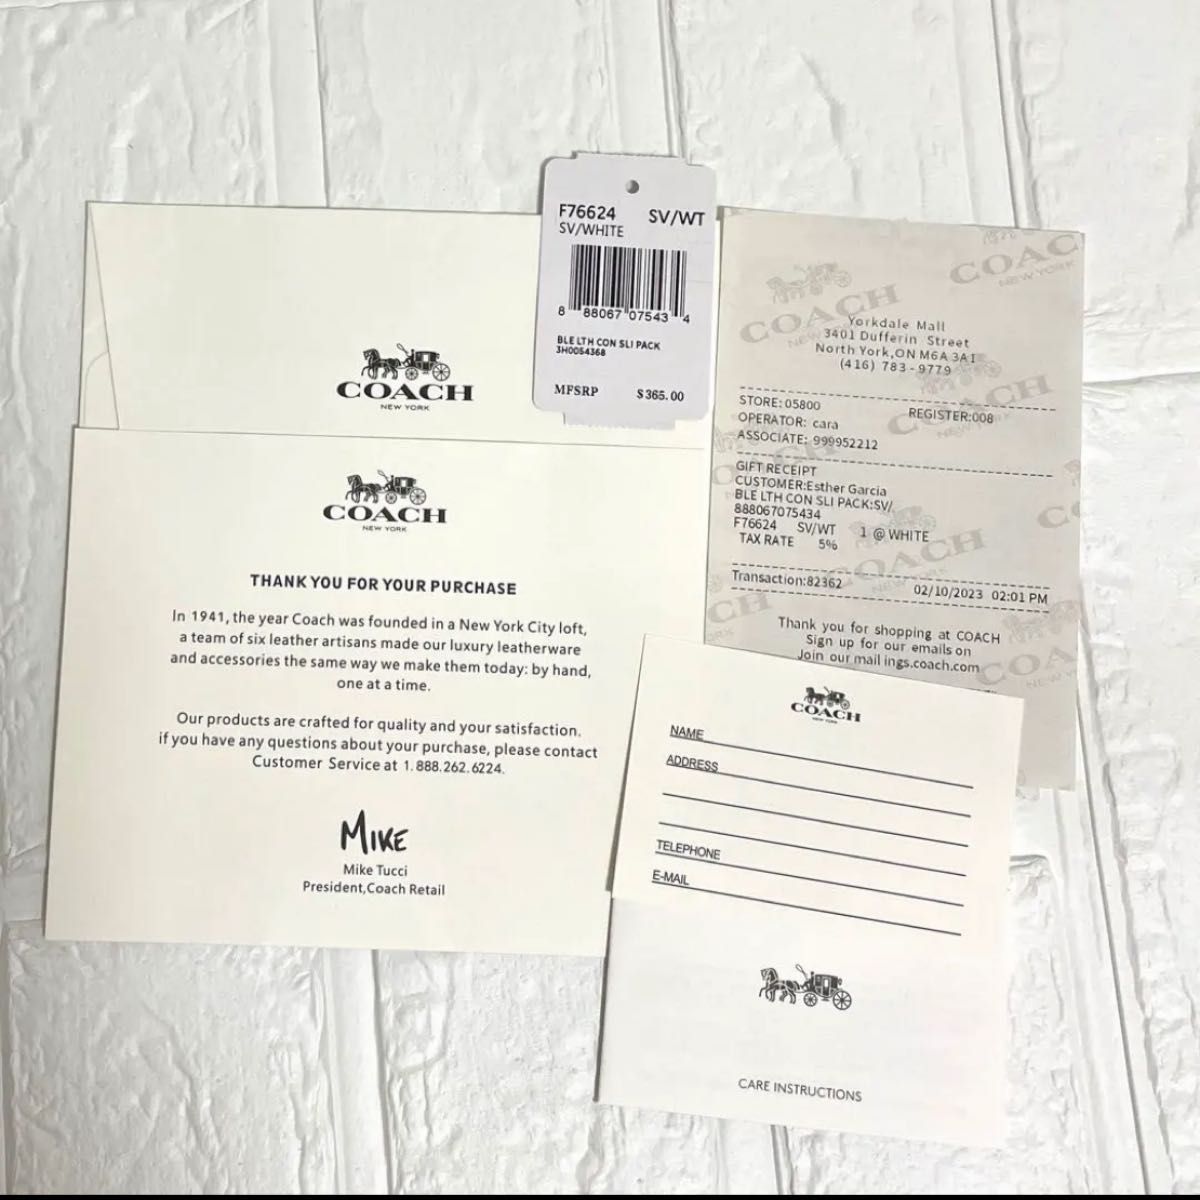 COACH
NEW YORK
F76624 SV/WT
SV/WHITE
8 88067 07543 4
BLE LTH CON SLI PACK
3H0054368
MFSRP $365.00
COACH
NEW YORK
THANK YOU FOR YOUR PURCHASE
In 1941, the year Coach was founded in a New York City loft,
a team of six leather artisans made our luxury leatherware
and accessories the same way we make them today: by hand,
one at a time.
Our products are crafted for quality and your satisfaction.
if you have any questions about your purchase, please contact
Customer Service at 1.888.262.6224.
MIKE
Mike Tucci
President,Coach Retail
COACH
NEW YORK
COACH
NEW YORK
Yorkdale Mall
3401 Dufferin Street
North York,ON M6A 3A1
(416) 783-9779
STORE: 05800 REGISTER:008
OPERATOR: cara
ASSOCIATE: 999952212
GIFT RECEIPT
CUSTOMER:Esther Garcia
BLE LTH CON SLI PACK:SV/
888067075434
F76624 SV/WT 1 @ WHITE
TAX RATE 5%
Transaction:82362 02/10/2023 02:01 PM
Thank you for shopping at COACH
Sign up for our emails on
Join our mail ings.coach.com
COACH
NEW YORK
NAME
ADDRESS
TELEPHONE
E-MAIL
CARE INSTRUCTIONS